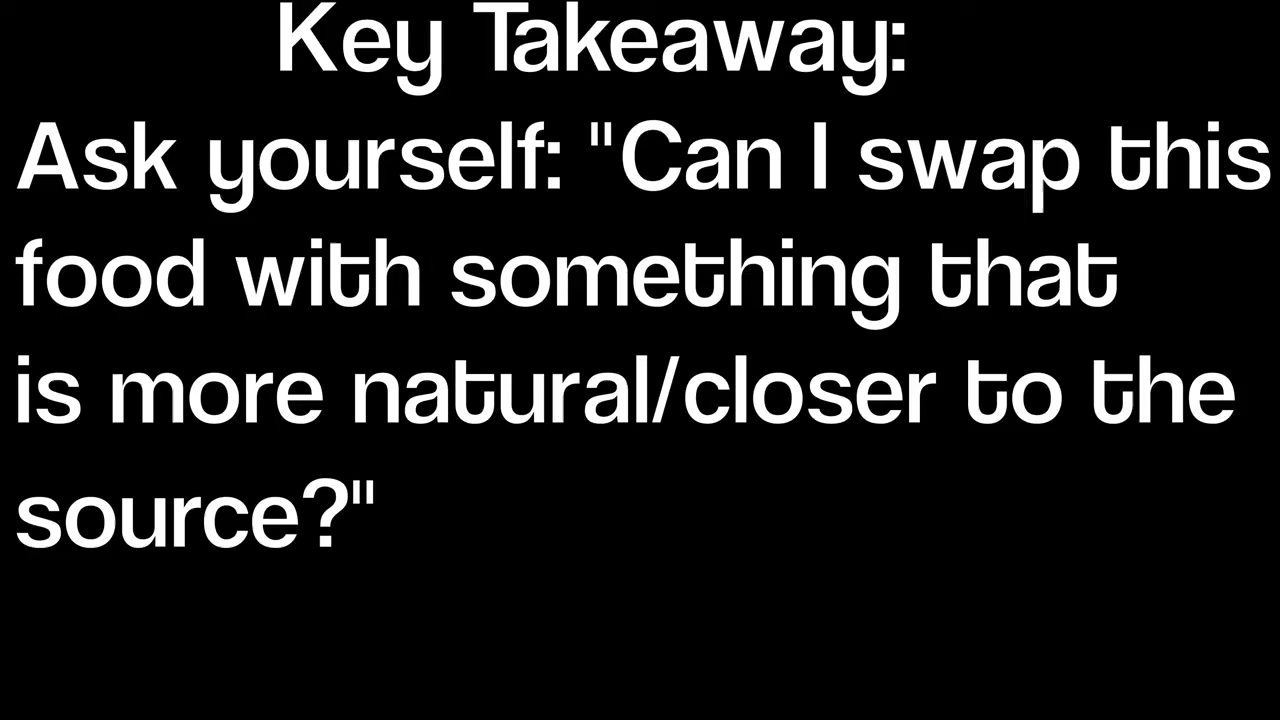 Key Takeaway:
Ask yourself: "Can I swap this
food with something that
is more natural/closer to the
source?"